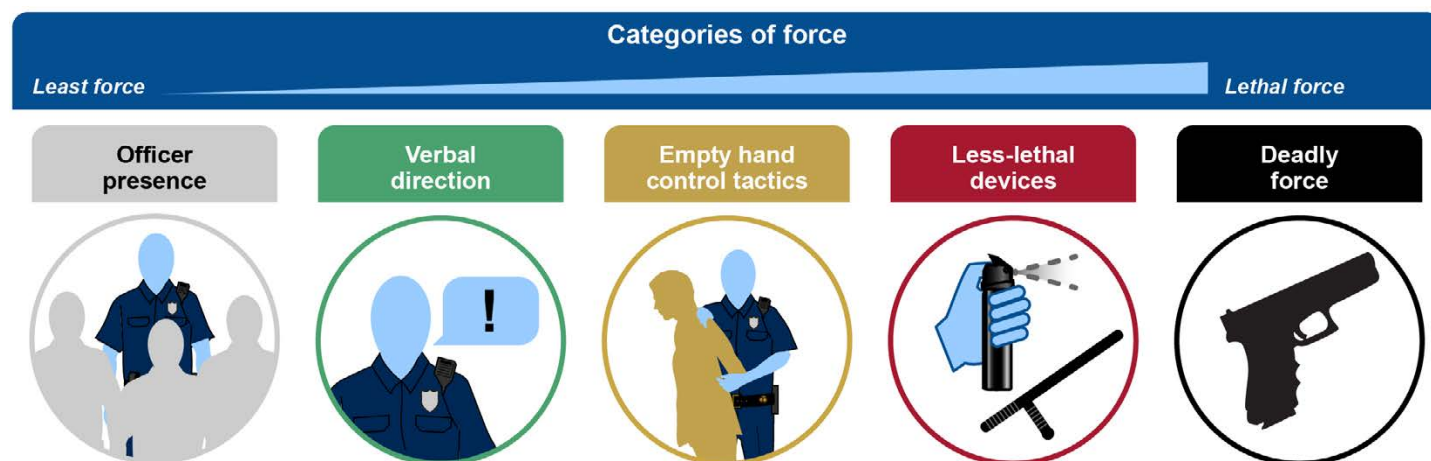 Categories of force
Least force
Lethal force
Officer
presence
Verbal
direction
Empty hand
control tactics
Less-lethal
devices
Deadly
force
!